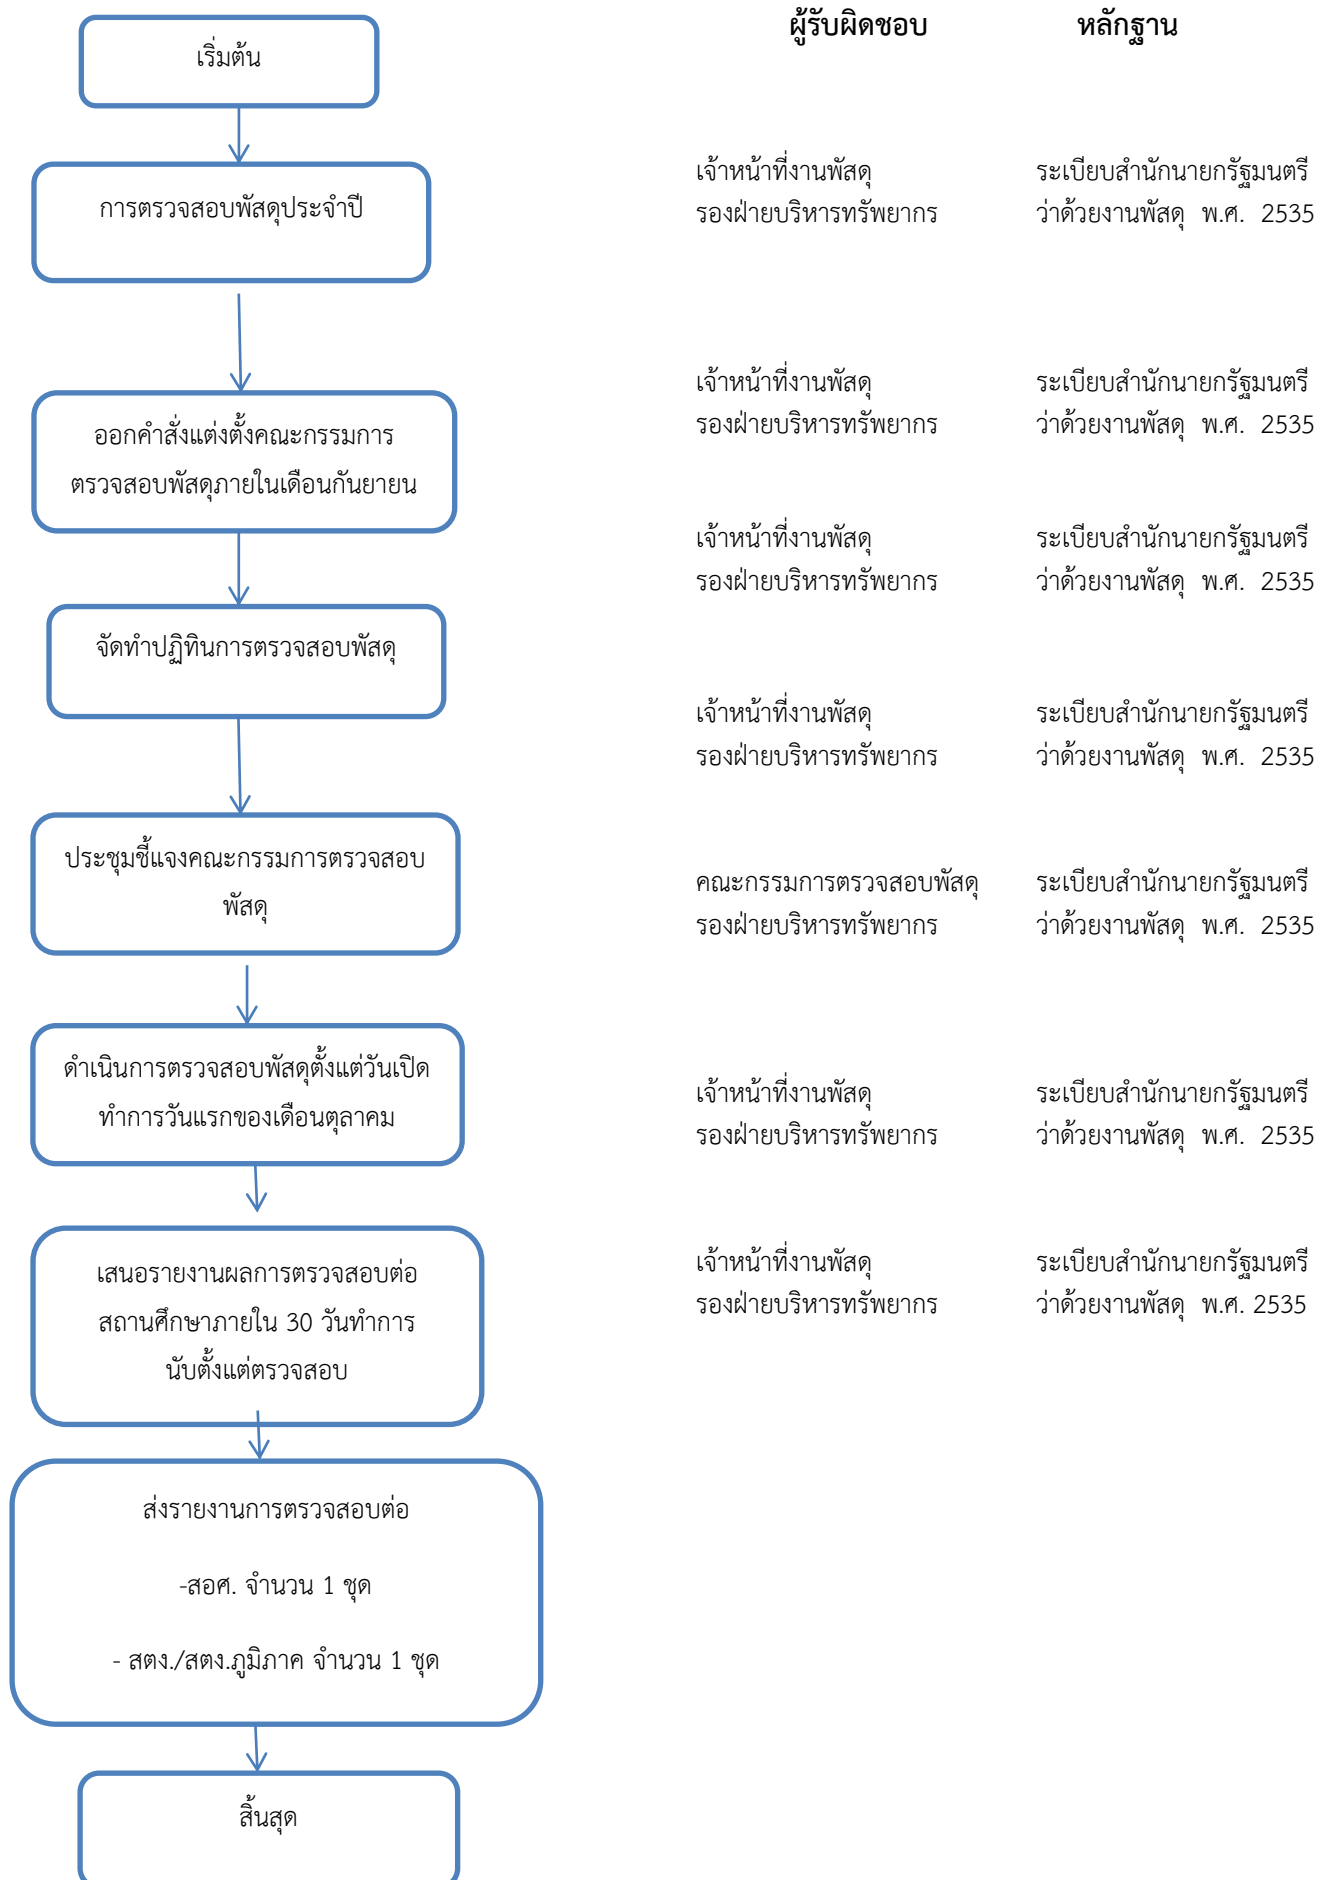 ผู้รับผิดชอบ หลักฐาน
เริ่มต้น
การตรวจสอบพัสดุประจำปี
เจ้าหน้าที่งานพัสดุ ระเบียบสำนักนายกรัฐมนตรี
รองฝ่ายบริหารทรัพยากร ว่าด้วยงานพัสดุ พ.ศ. 2535
ออกคำสั่งแต่งตั้งคณะกรรมการ
ตรวจสอบพัสดุภายในเดือนกันยายน
เจ้าหน้าที่งานพัสดุ ระเบียบสำนักนายกรัฐมนตรี
รองฝ่ายบริหารทรัพยากร ว่าด้วยงานพัสดุ พ.ศ. 2535
จัดทำปฏิทินการตรวจสอบพัสดุ
เจ้าหน้าที่งานพัสดุ ระเบียบสำนักนายกรัฐมนตรี
รองฝ่ายบริหารทรัพยากร ว่าด้วยงานพัสดุ พ.ศ. 2535
ประชุมชี้แจงคณะกรรมการตรวจสอบ
พัสดุ
เจ้าหน้าที่งานพัสดุ ระเบียบสำนักนายกรัฐมนตรี
รองฝ่ายบริหารทรัพยากร ว่าด้วยงานพัสดุ พ.ศ. 2535
ดำเนินการตรวจสอบพัสดุตั้งแต่วันเปิด
ทำการวันแรกของเดือนตุลาคม
คณะกรรมการตรวจสอบพัสดุ ระเบียบสำนักนายกรัฐมนตรี
รองฝ่ายบริหารทรัพยากร ว่าด้วยงานพัสดุ พ.ศ. 2535
เสนอรายงานผลการตรวจสอบต่อ
สถานศึกษาภายใน 30 วันทำการ
นับตั้งแต่ตรวจสอบ
เจ้าหน้าที่งานพัสดุ ระเบียบสำนักนายกรัฐมนตรี
รองฝ่ายบริหารทรัพยากร ว่าด้วยงานพัสดุ พ.ศ. 2535
ส่งรายงานการตรวจสอบต่อ
-สอศ. จำนวน 1 ชุด
- สตง./สตง.ภูมิภาค จำนวน 1 ชุด
เจ้าหน้าที่งานพัสดุ ระเบียบสำนักนายกรัฐมนตรี
รองฝ่ายบริหารทรัพยากร ว่าด้วยงานพัสดุ พ.ศ. 2535
สิ้นสุด